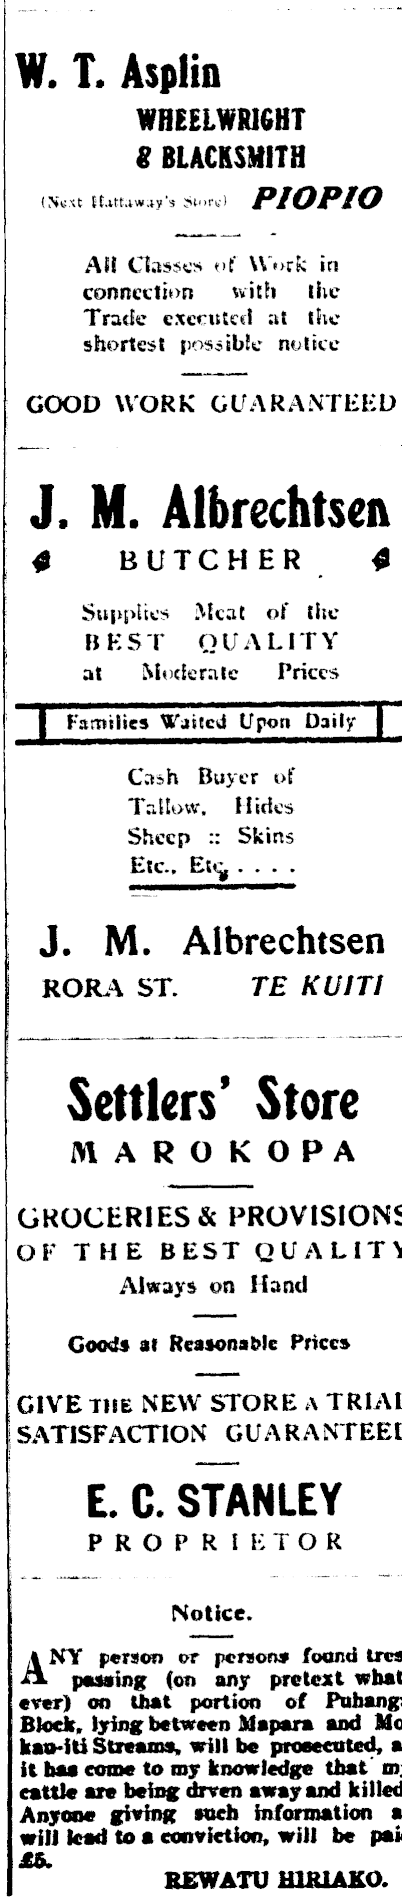 W. T. Asplin
WHEELWRIGHT
& BLACKSMITH
(Next Hattaway's Store) PIOPIO
All Classes of Work in
connection with the
Trade executed at the
shortest possible notice
GOOD WORK GUARANTEED
J. M. Albrechtsen
BUTCHER
Supplies Meat of the
BEST QUALITY
at Moderate Prices
Families Waited Upon Daily
Cash Buyer of
Tallow, Hides
Sheep :: Skins
Etc., Etc. . . . .
J. M. Albrechtsen
RORA ST. TE KUITI
Settlers' Store
MAROKOPA
GROCERIES & PROVISIONS
OF THE BEST QUALITY
Always on Hand
Goods at Reasonable Prices
GIVE THE NEW STORE A TRIAL
SATISFACTION GUARANTEED
E. C. STANLEY
PROPRIETOR
Notice.
ANY person or persons found tres
passing (on any pretext what
ever) on that portion of Puhang
Block, lying between Mapara and Mo
kau-iti Streams, will be prosecuted, a
it has come to my knowledge that m
cattle are being drven away and killed
Anyone giving such information a
will lead to a conviction, will be pai
£5.
REWATU HIRIAKO.